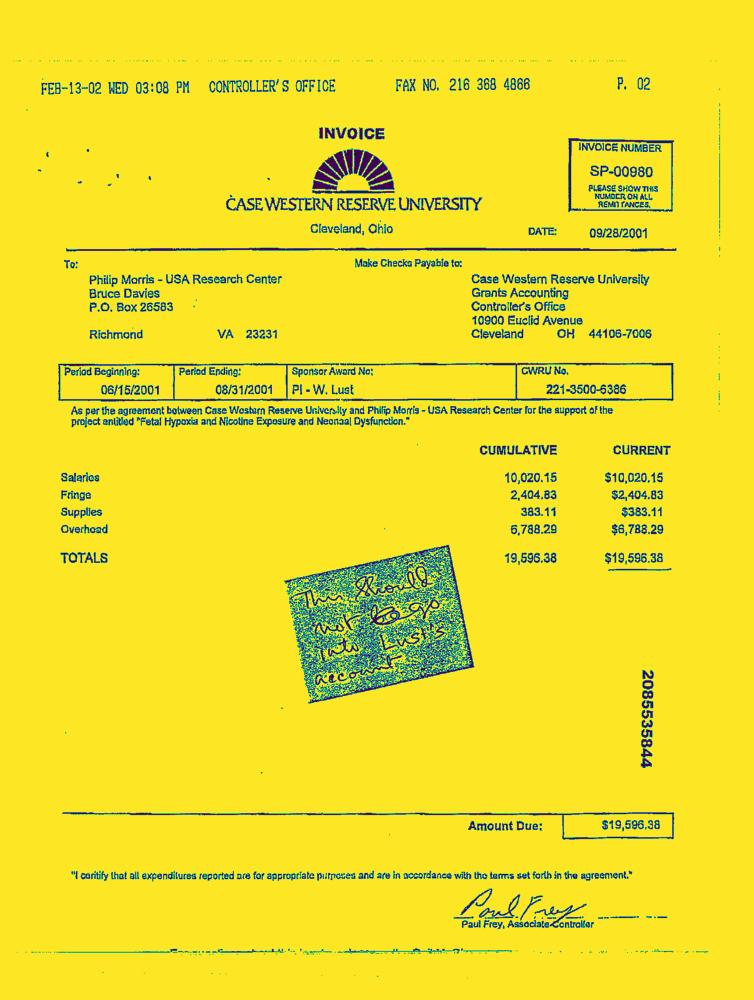 FEB-13-02 WED 03:08 PM CONTROLLER'S OFFICE FAX NO. 216 368 4866 P. 02
INVOICE
INVOICE NUMBER
SP-00980
PLEASE SHOW THIS
NUMBER ON ALL
REMITTANCES.
CASE WESTERN RESERVE UNIVERSITY
Cleveland, Ohio
DATE: 09/28/2001
To: Make Checks Payable to:
Philip Morris - USA Research Center Case Western Reserve University
Bruce Davies Grants Accounting
P.O. Box 26583 Controller's Office
10900 Euclid Avenue
Richmond VA 23231 Cleveland OH 44106-7006
Period Beginning: Period Ending: Sponsor Award No: CWRU No.
06/15/2001 08/31/2001 PI - W. Lust 221-3500-6386
As per the agreement between Case Western Reserve University and Philip Morris - USA Research Center for the support of the
project entitled "Fetal Hypoxia and Nicotine Exposure and Neonaal Dysfunction."
CUMULATIVE CURRENT
Salaries 10,020.15 $10,020.15
Fringe 2,404.83 $2,404.83
Supplies 383.11 $383.11
Overhead 6,788.29 $6,788.29
TOTALS 19,596.38 $19,596.38
This should
not go
into Lust's
account
2085535844
Amount Due: $19,596.38
"I ceritify that all expenditures reported are for appropriate purposes and are in accordance with the terms set forth in the agreement."
Paul Frey
Paul Frey, Associate Controller